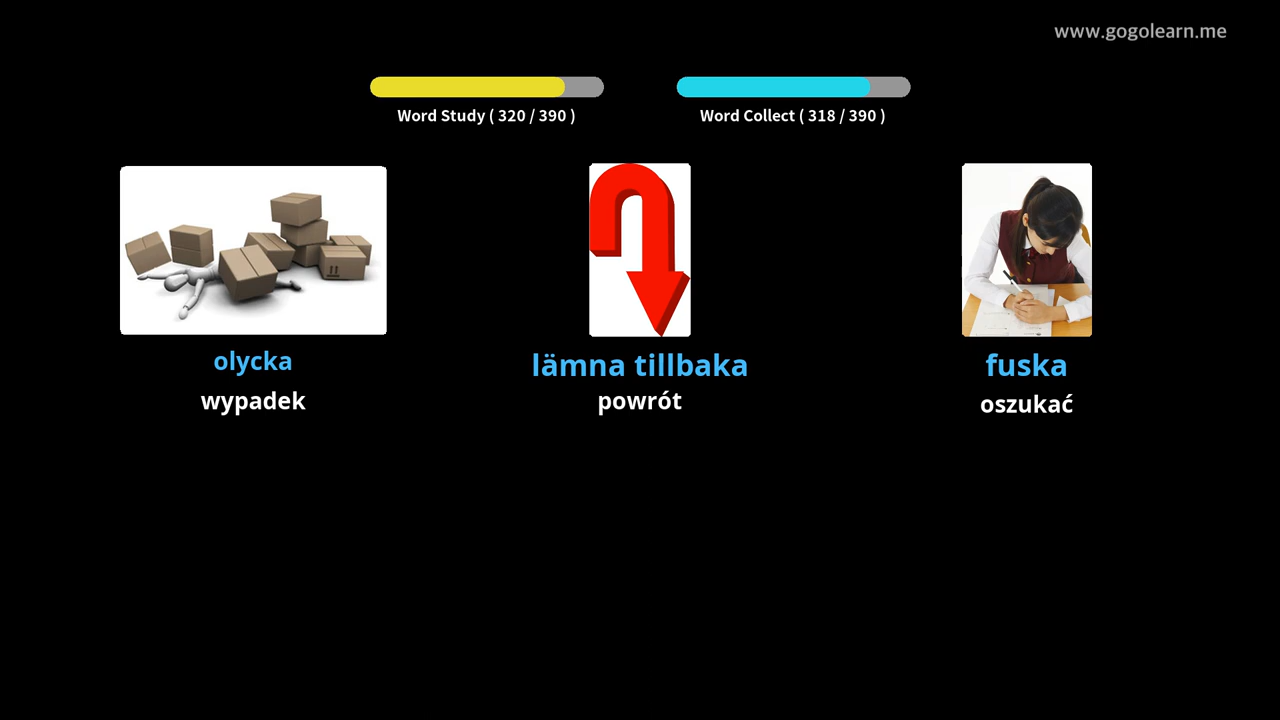 www.gogolearn.me
Word Study ( 320 / 390 )
Word Collect ( 318 / 390 )
olycka
wypadek
lämna tillbaka
powrót
fuska
oszukać